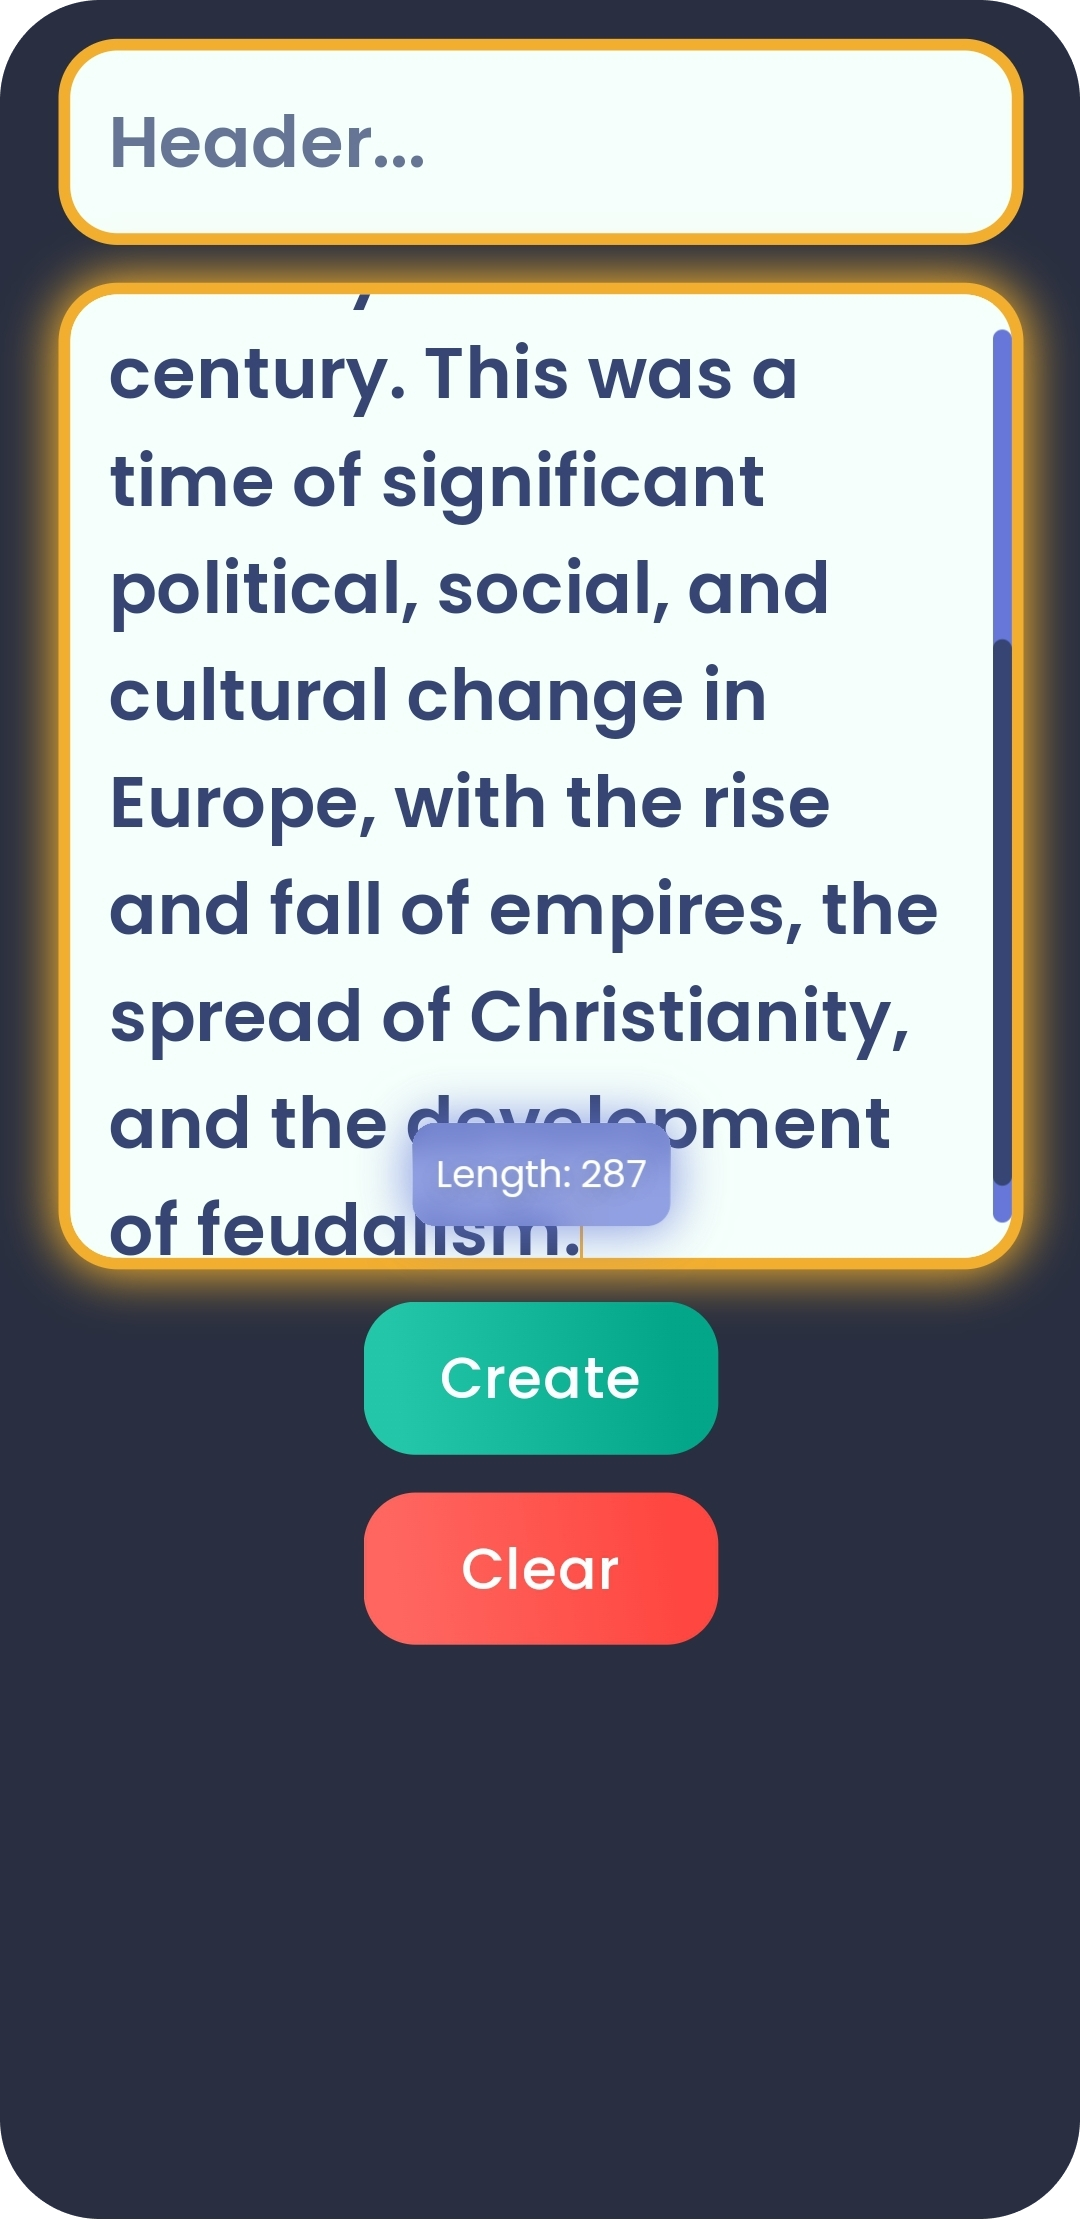 Header...
century. This was a
time of significant
political, social, and
cultural change in
Europe, with the rise
and fall of empires, the
spread of Christianity,
and the development
of feudalism.
Length: 287
Create
Clear